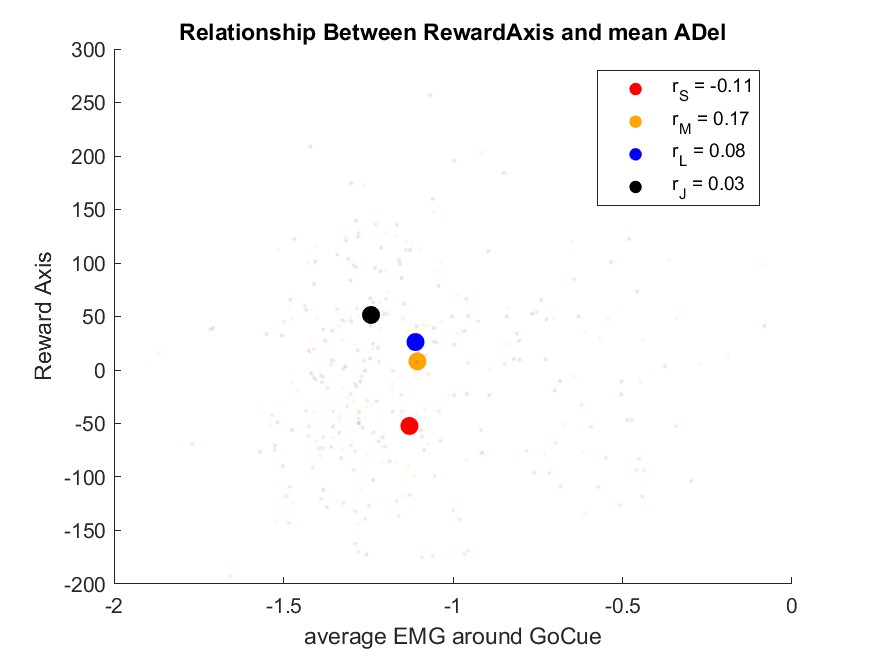 Relationship Between RewardAxis and mean ADel
300
250
200
150
100
50
0
-50
-100
-150
-200
Reward Axis
r_S = -0.11
r_M = 0.17
r_L = 0.08
r_J = 0.03
-2
-1.5
-1
-0.5
0
average EMG around GoCue